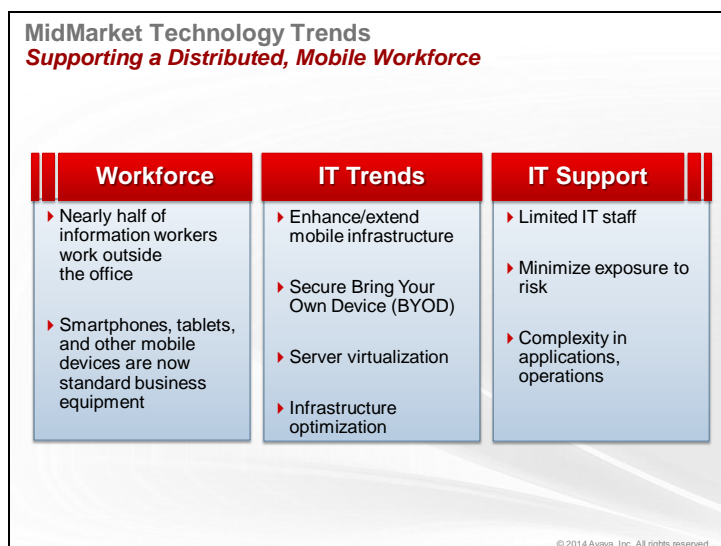 MidMarket Technology Trends
Supporting a Distributed, Mobile Workforce
Workforce
Nearly half of
information workers
work outside
the office
Smartphones, tablets,
and other mobile
devices are now
standard business
equipment
IT Trends
Enhance/extend
mobile infrastructure
Secure Bring Your
Own Device (BYOD)
Server virtualization
Infrastructure
optimization
IT Support
Limited IT staff
Minimize exposure to
risk
Complexity in
applications,
operations
© 2014 Avaya, Inc. All rights reserved